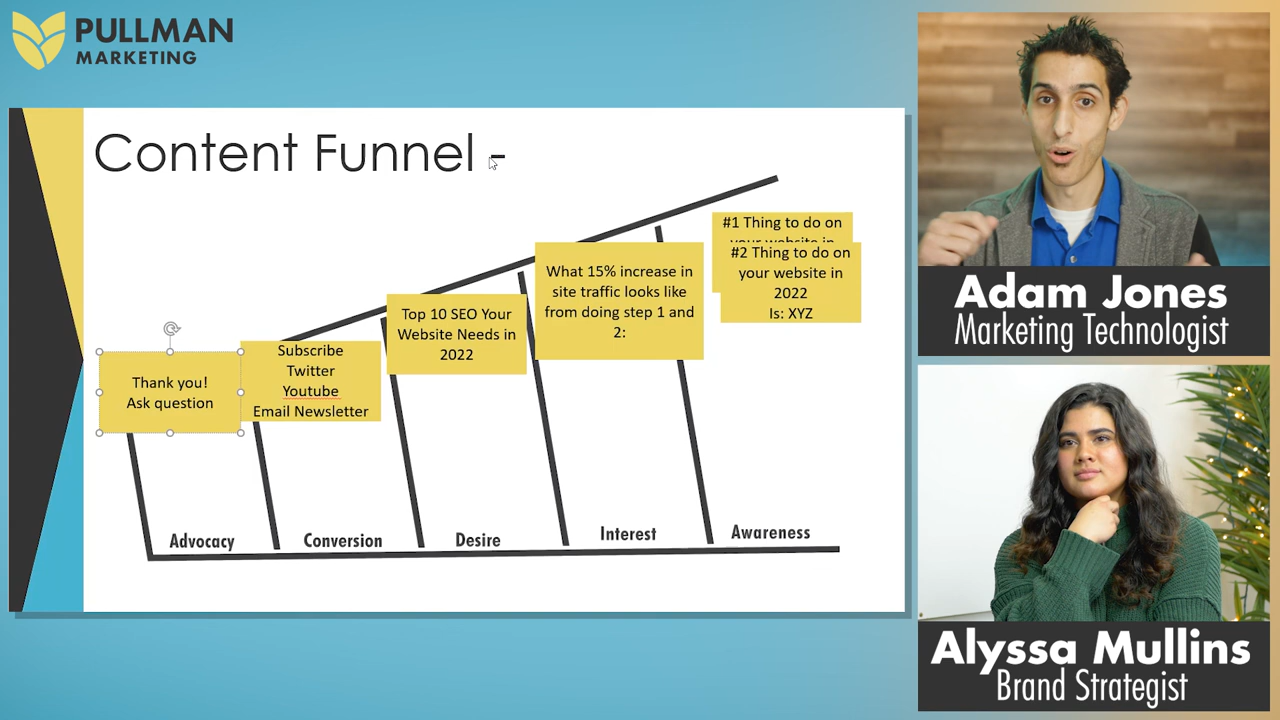 PULLMAN
MARKETING
Content Funnel -
#1 Thing to do on
your website in
#2 Thing to do on
your website in
2022
Is: XYZ
What 15% increase in
site traffic looks like
from doing step 1 and
2:
Top 10 SEO Your
Website Needs in
2022
Subscribe
Twitter
Youtube
Email Newsletter
Thank you!
Ask question
Advocacy
Conversion
Desire
Interest
Awareness
Adam Jones
Marketing Technologist
Alyssa Mullins
Brand Strategist